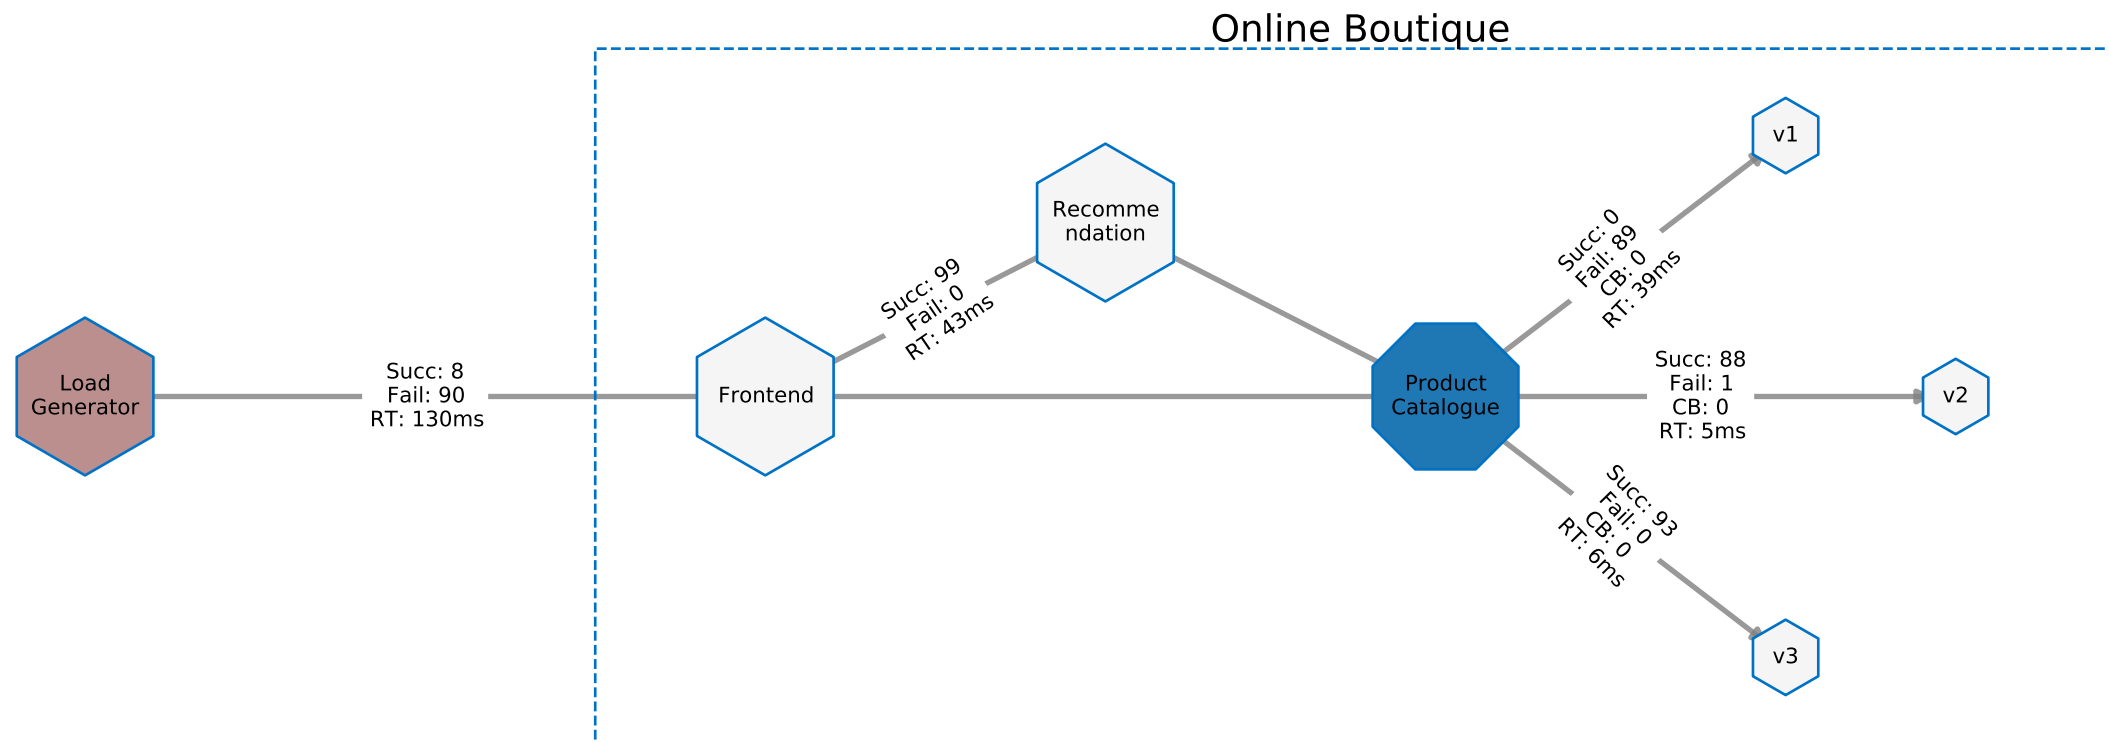 Online Boutique
v1
Recomme
ndation
Succ: 0
Fail: 89
CB: 0
RT: 39ms
Succ: 99
Fail: 0
RT: 43ms
Load
Generator
Succ: 8
Fail: 90
RT: 130ms
Frontend
Product
Catalogue
Succ: 88
Fail: 1
CB: 0
RT: 5ms
v2
Succ: 93
Fail: 0
CB: 0
RT: 6ms
v3